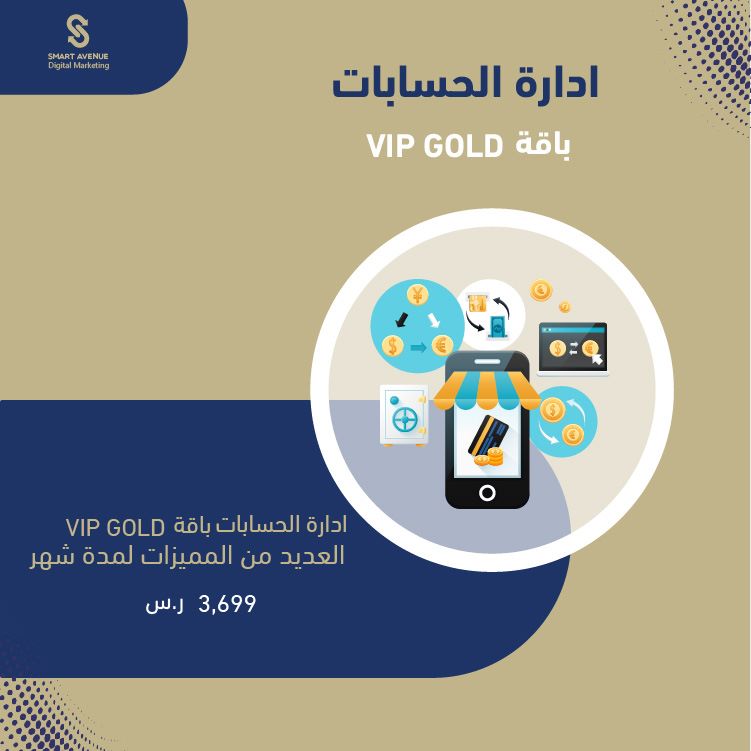 SMART AVENUE
Digital Marketing
ادارة الحسابات
باقة VIP GOLD
ادارة الحسابات باقة VIP GOLD
العديد من المميزات لمدة شهر
3,699 ر.س